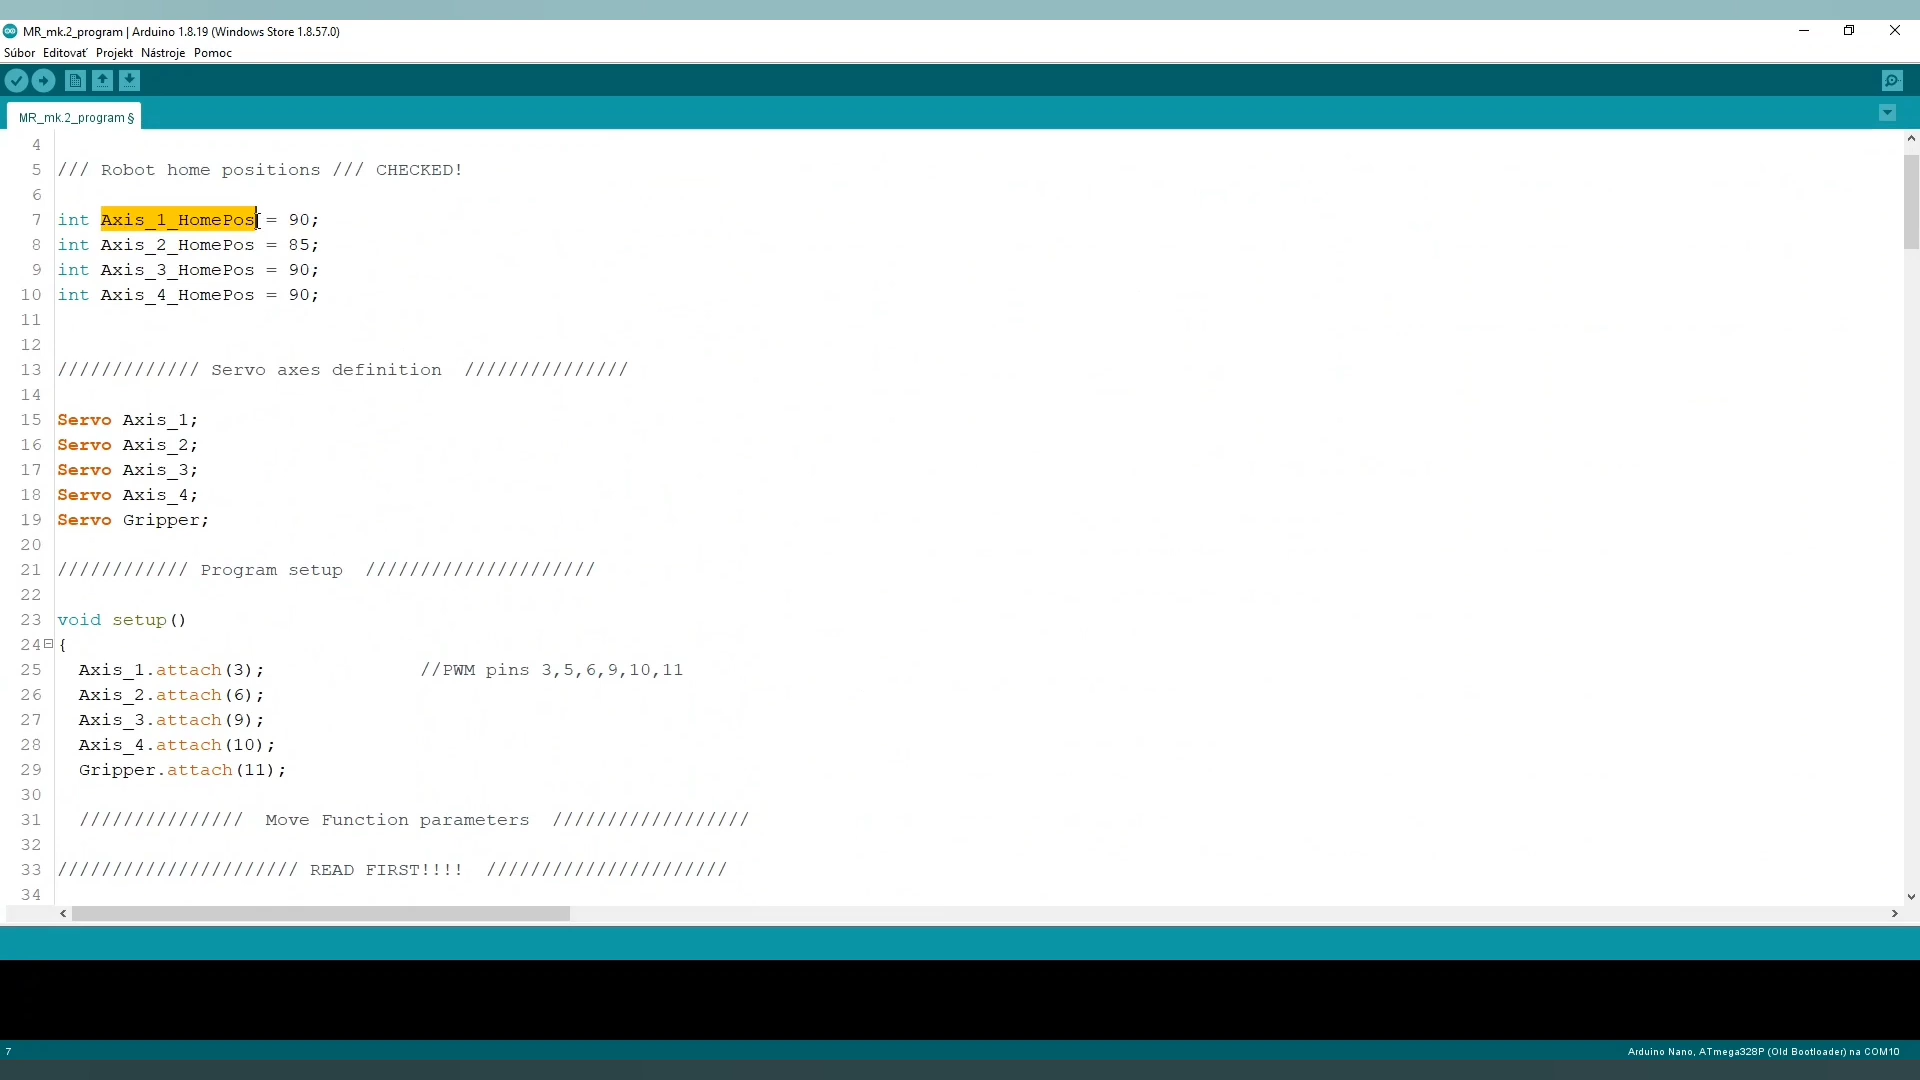 MR_mk.2_program | Arduino 1.8.19 (Windows Store 1.8.57.0)
Súbor Editovať Projekt Nástroje Pomoc
MR_mk.2_program §
4
5 /// Robot home positions /// CHECKED!
6
7 int Axis_1_HomePos = 90;
8 int Axis_2_HomePos = 85;
9 int Axis_3_HomePos = 90;
10 int Axis_4_HomePos = 90;
11
12
13 ///////////// Servo axes definition ///////////////
14
15 Servo Axis_1;
16 Servo Axis_2;
17 Servo Axis_3;
18 Servo Axis_4;
19 Servo Gripper;
20
21 //////////// Program setup /////////////////////
22
23 void setup()
24 {
25 Axis_1.attach(3); //PWM pins 3,5,6,9,10,11
26 Axis_2.attach(6);
27 Axis_3.attach(9);
28 Axis_4.attach(10);
29 Gripper.attach(11);
30
31 /////////////// Move Function parameters //////////////////
32
33 ////////////////////// READ FIRST!!!! //////////////////////
34
7 Arduino Nano, ATmega328P (Old Bootloader) na COM10